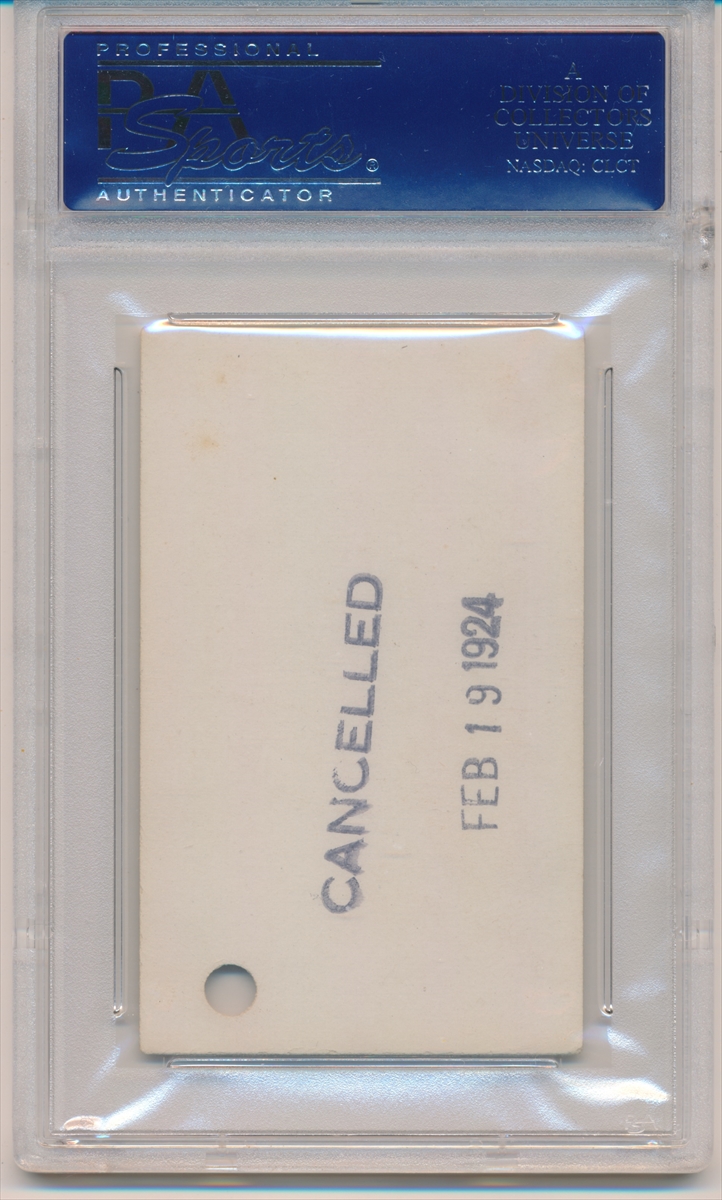 PROFESSIONAL
PSA
Sports®
AUTHENTICATOR
A
DIVISION OF
COLLECTORS
UNIVERSE
NASDAQ: CLCT
CANCELLED
FEB 19 1924